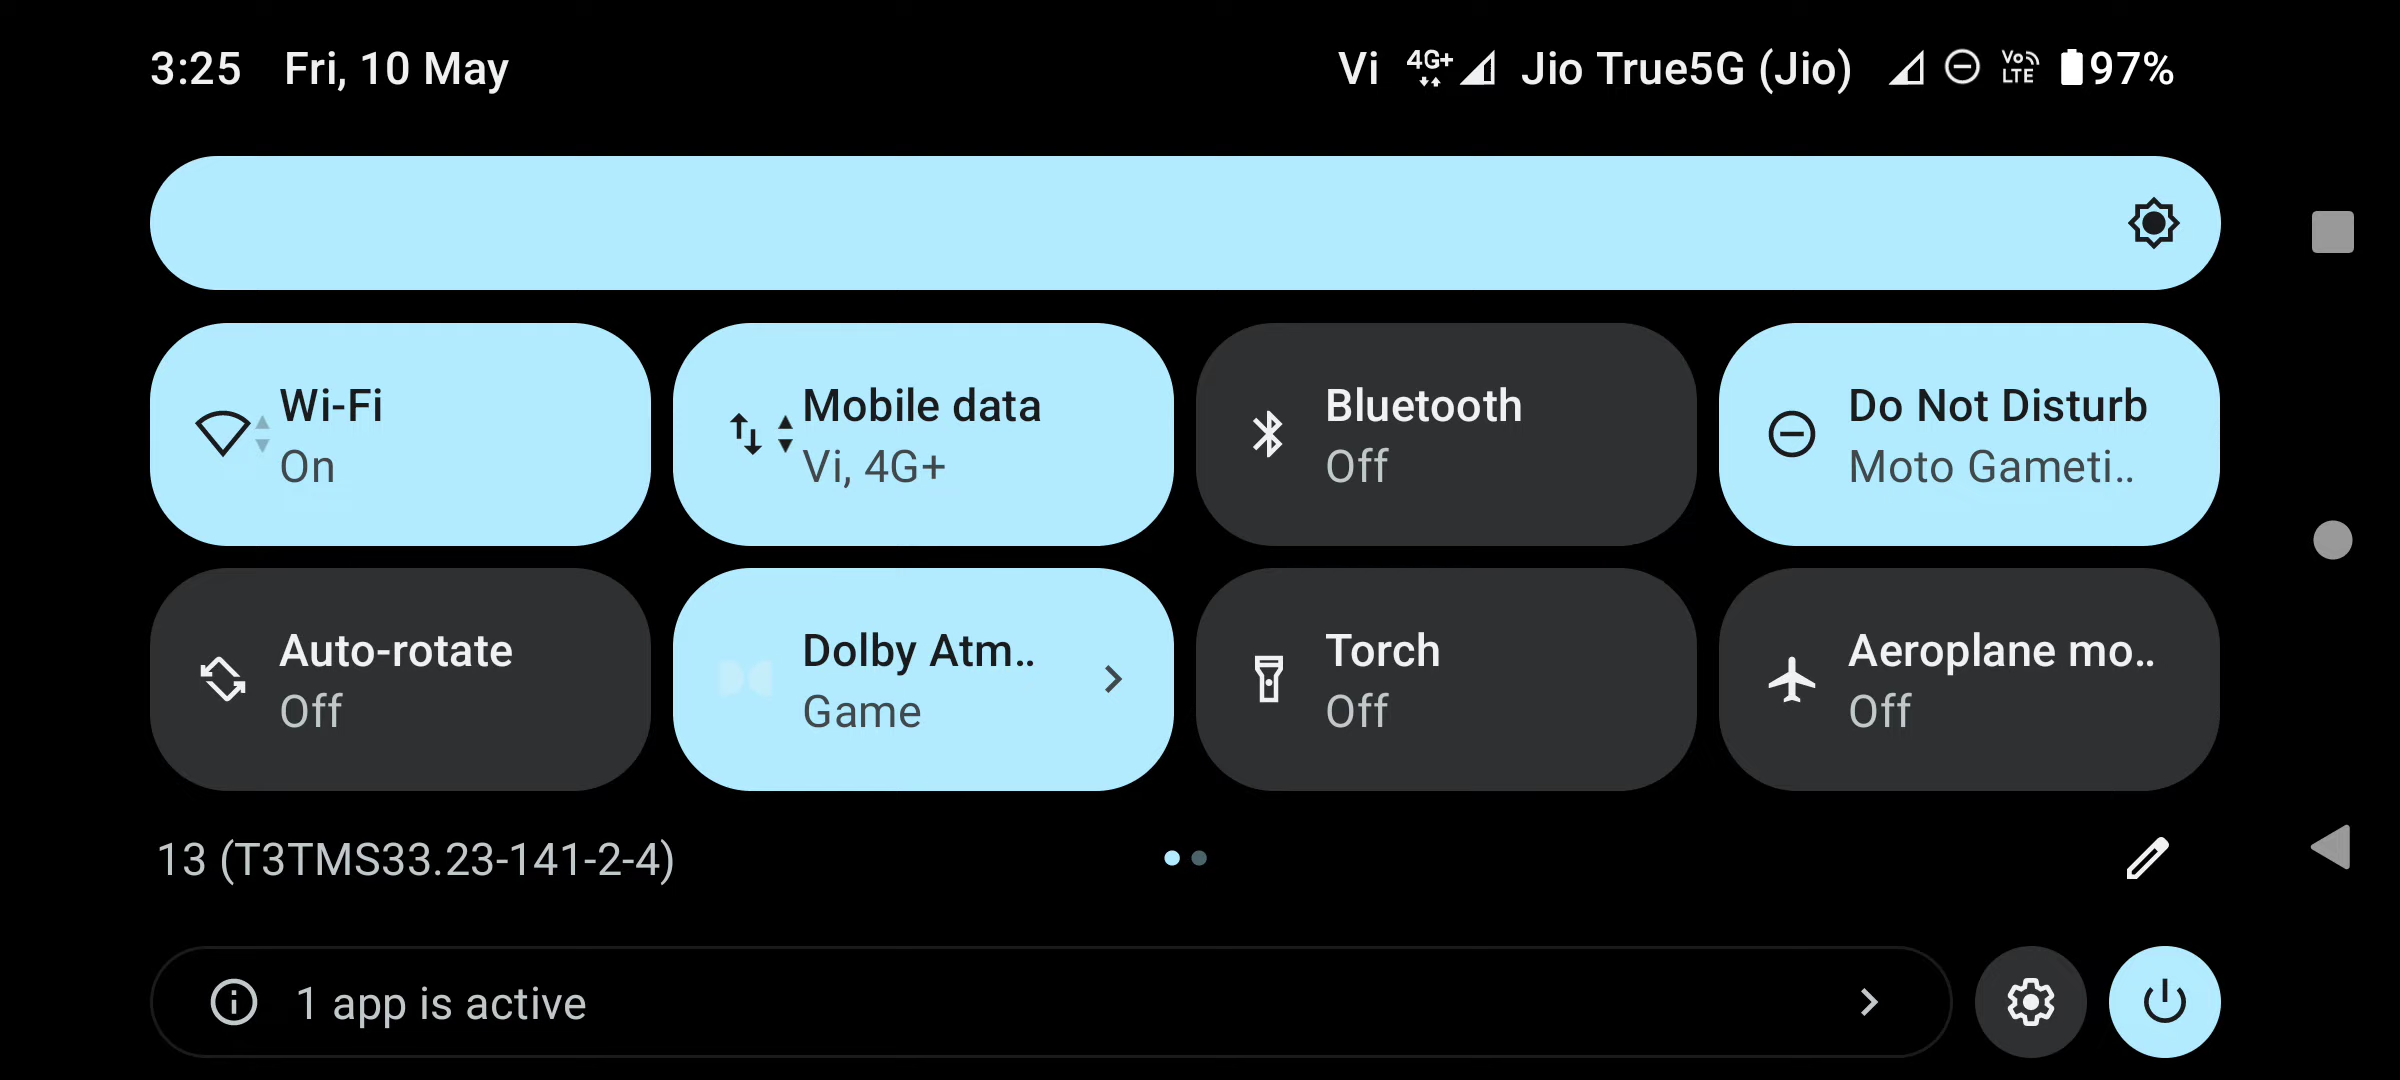 3:25 Fri, 10 May Vi 4G+ Jio True5G (Jio) Vo LTE 97%
Wi-Fi
On
Mobile data
Vi, 4G+
Bluetooth
Off
Do Not Disturb
Moto Gameti..
Auto-rotate
Off
Dolby Atm..
Game
Torch
Off
Aeroplane mo..
Off
13 (T3TMS33.23-141-2-4)
1 app is active